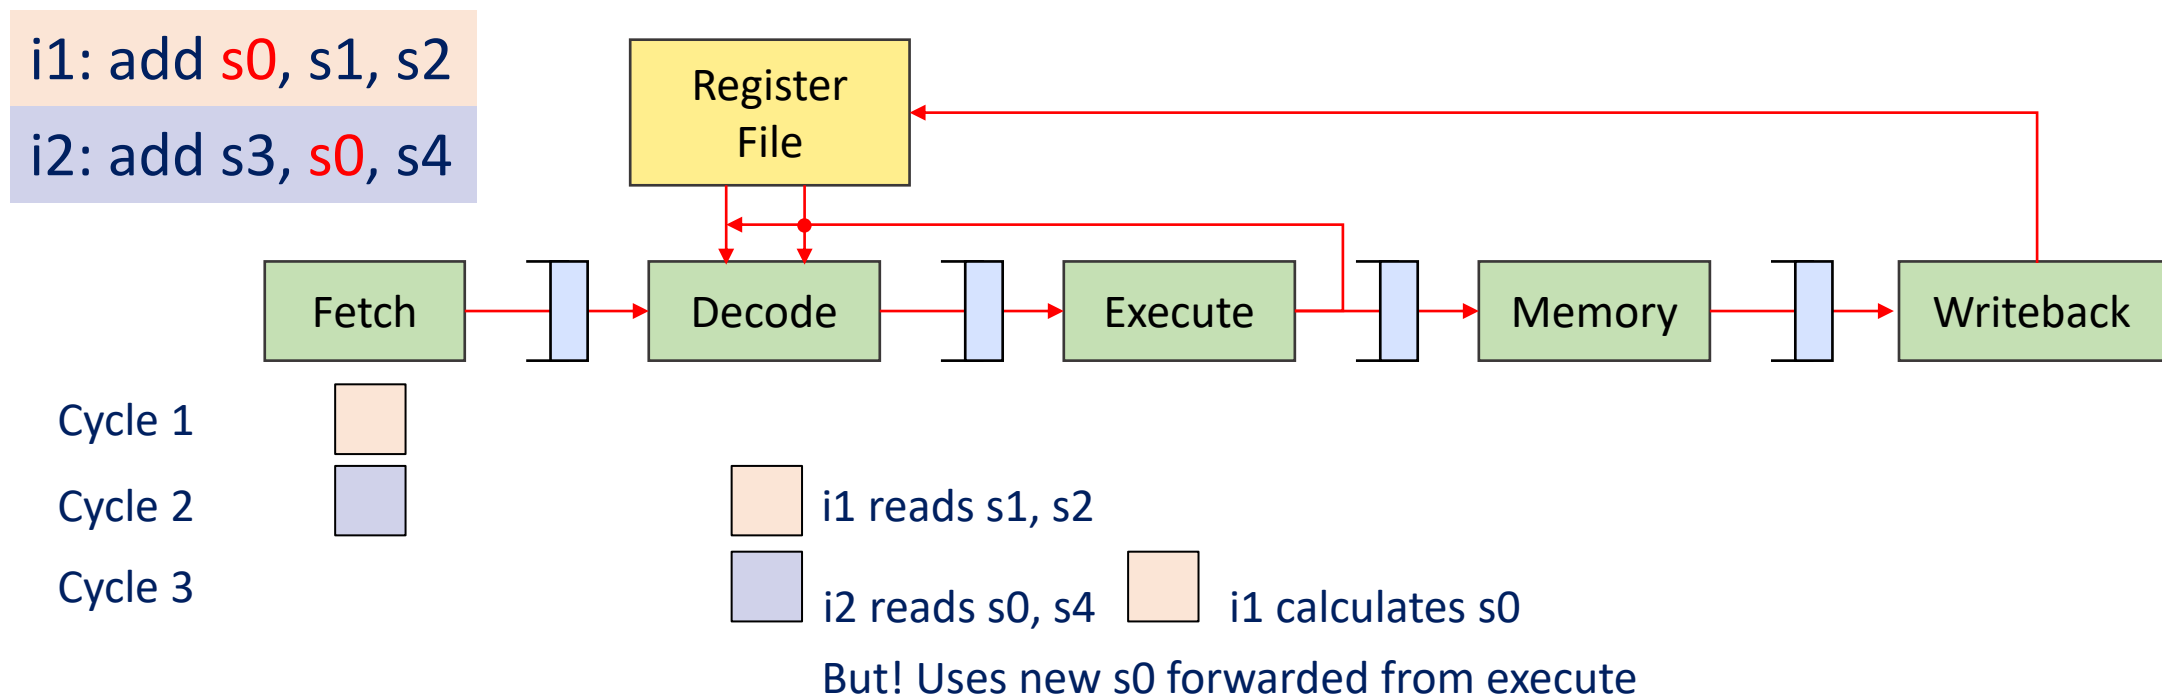 i1: add s0, s1, s2
i2: add s3, s0, s4
Register
File
Fetch
Decode
Execute
Memory
Writeback
Cycle 1
Cycle 2
i1 reads s1, s2
Cycle 3
i2 reads s0, s4
i1 calculates s0
But! Uses new s0 forwarded from execute